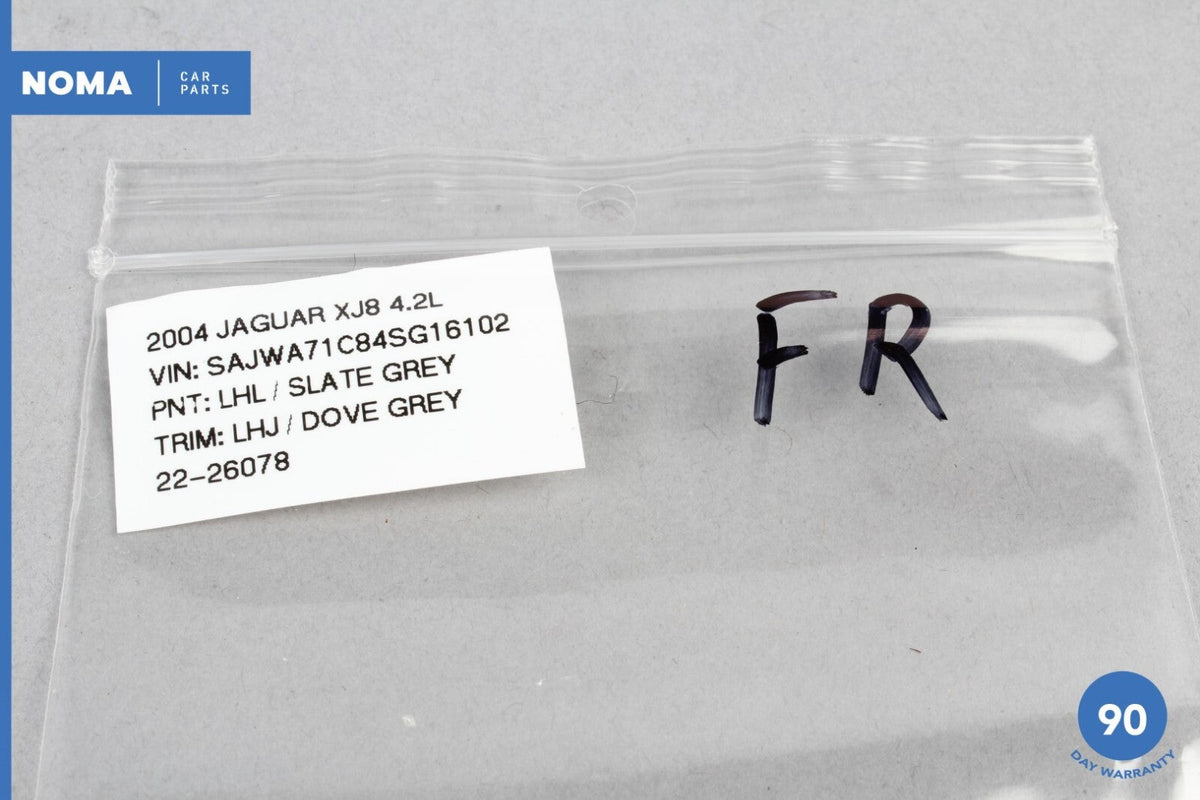 NOMA
CAR
PARTS
2004 JAGUAR XJ8 4.2L
VIN: SAJWA71C84SG16102
PNT: LHL / SLATE GREY
TRIM: LHJ / DOVE GREY
22-26078
FR
90
DAY WARRANTY